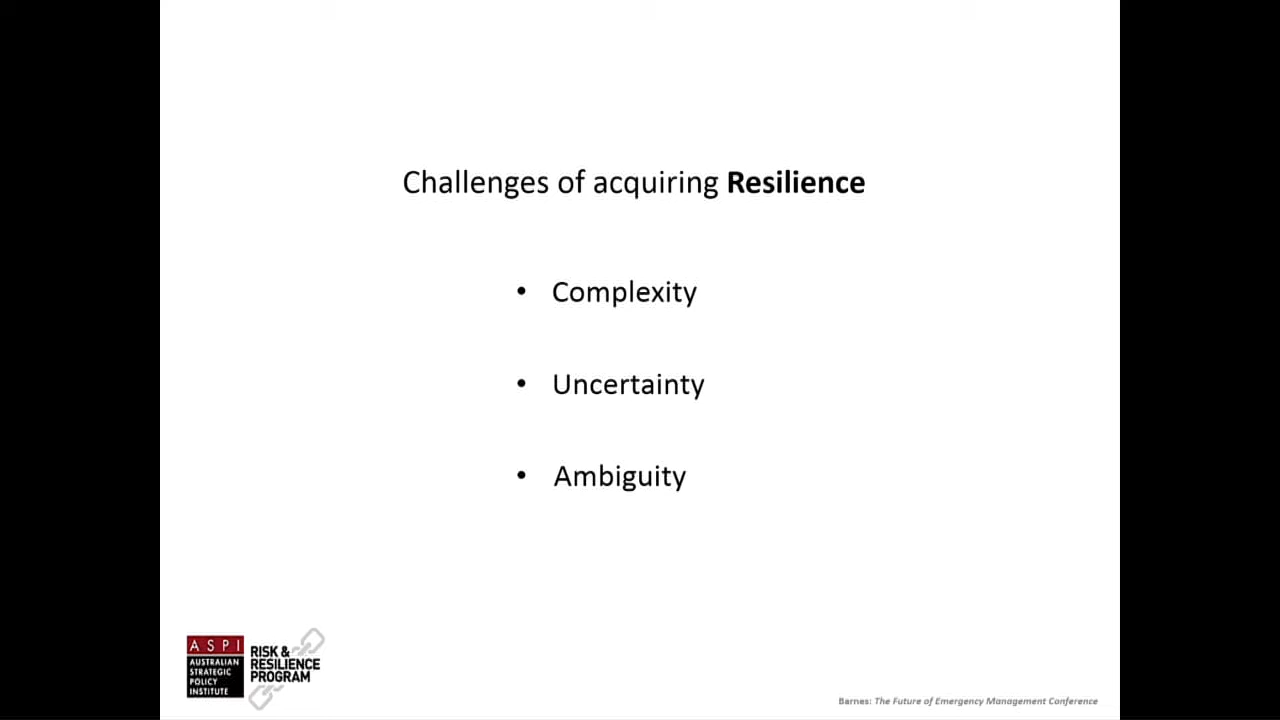 Challenges of acquiring Resilience
• Complexity
• Uncertainty
• Ambiguity
ASPI
AUSTRALIAN
STRATEGIC
POLICY
INSTITUTE
RISK &
RESILIENCE
PROGRAM
Barnes: The Future of Emergency Management Conference